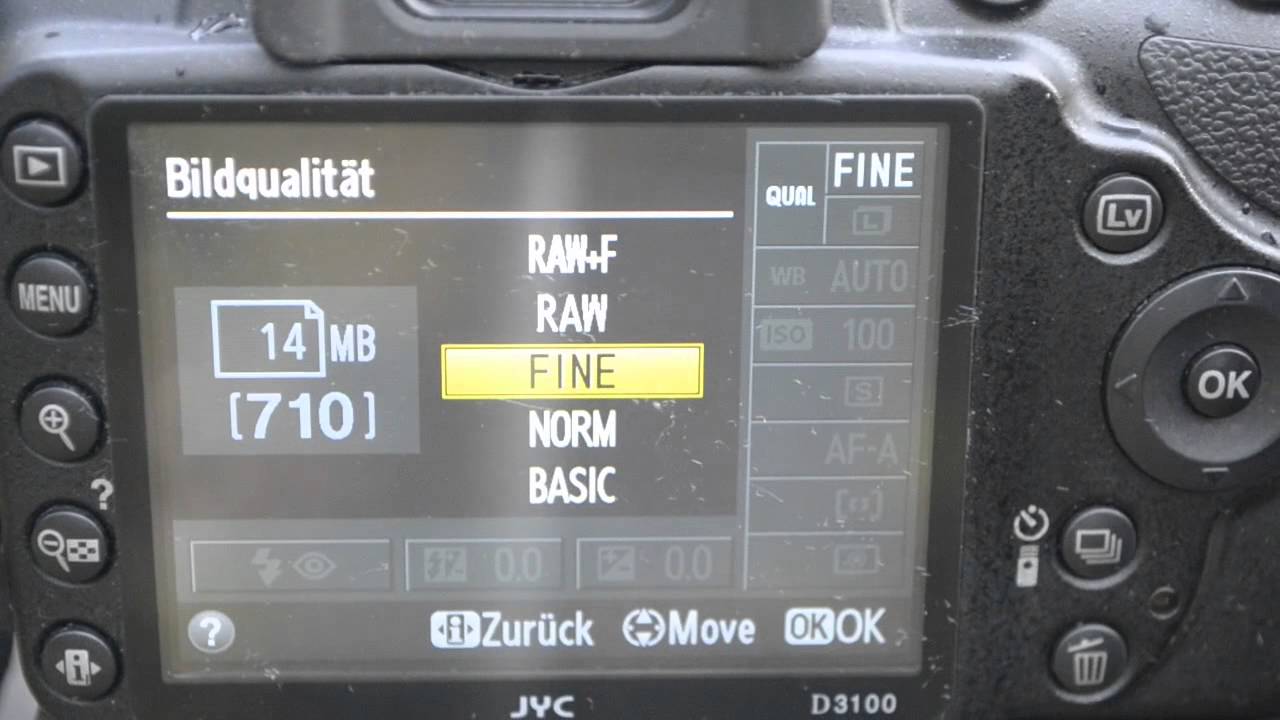 Bildqualität
QUAL
FINE
L
RAW+F
WB AUTO
RAW
ISO 100
14 MB
FINE
S
[710]
NORM
AF-A
BASIC
[ ]
0.0
0.0
? Zurück Move OK OK
MENU
?
Lv
OK
JYC
D3100